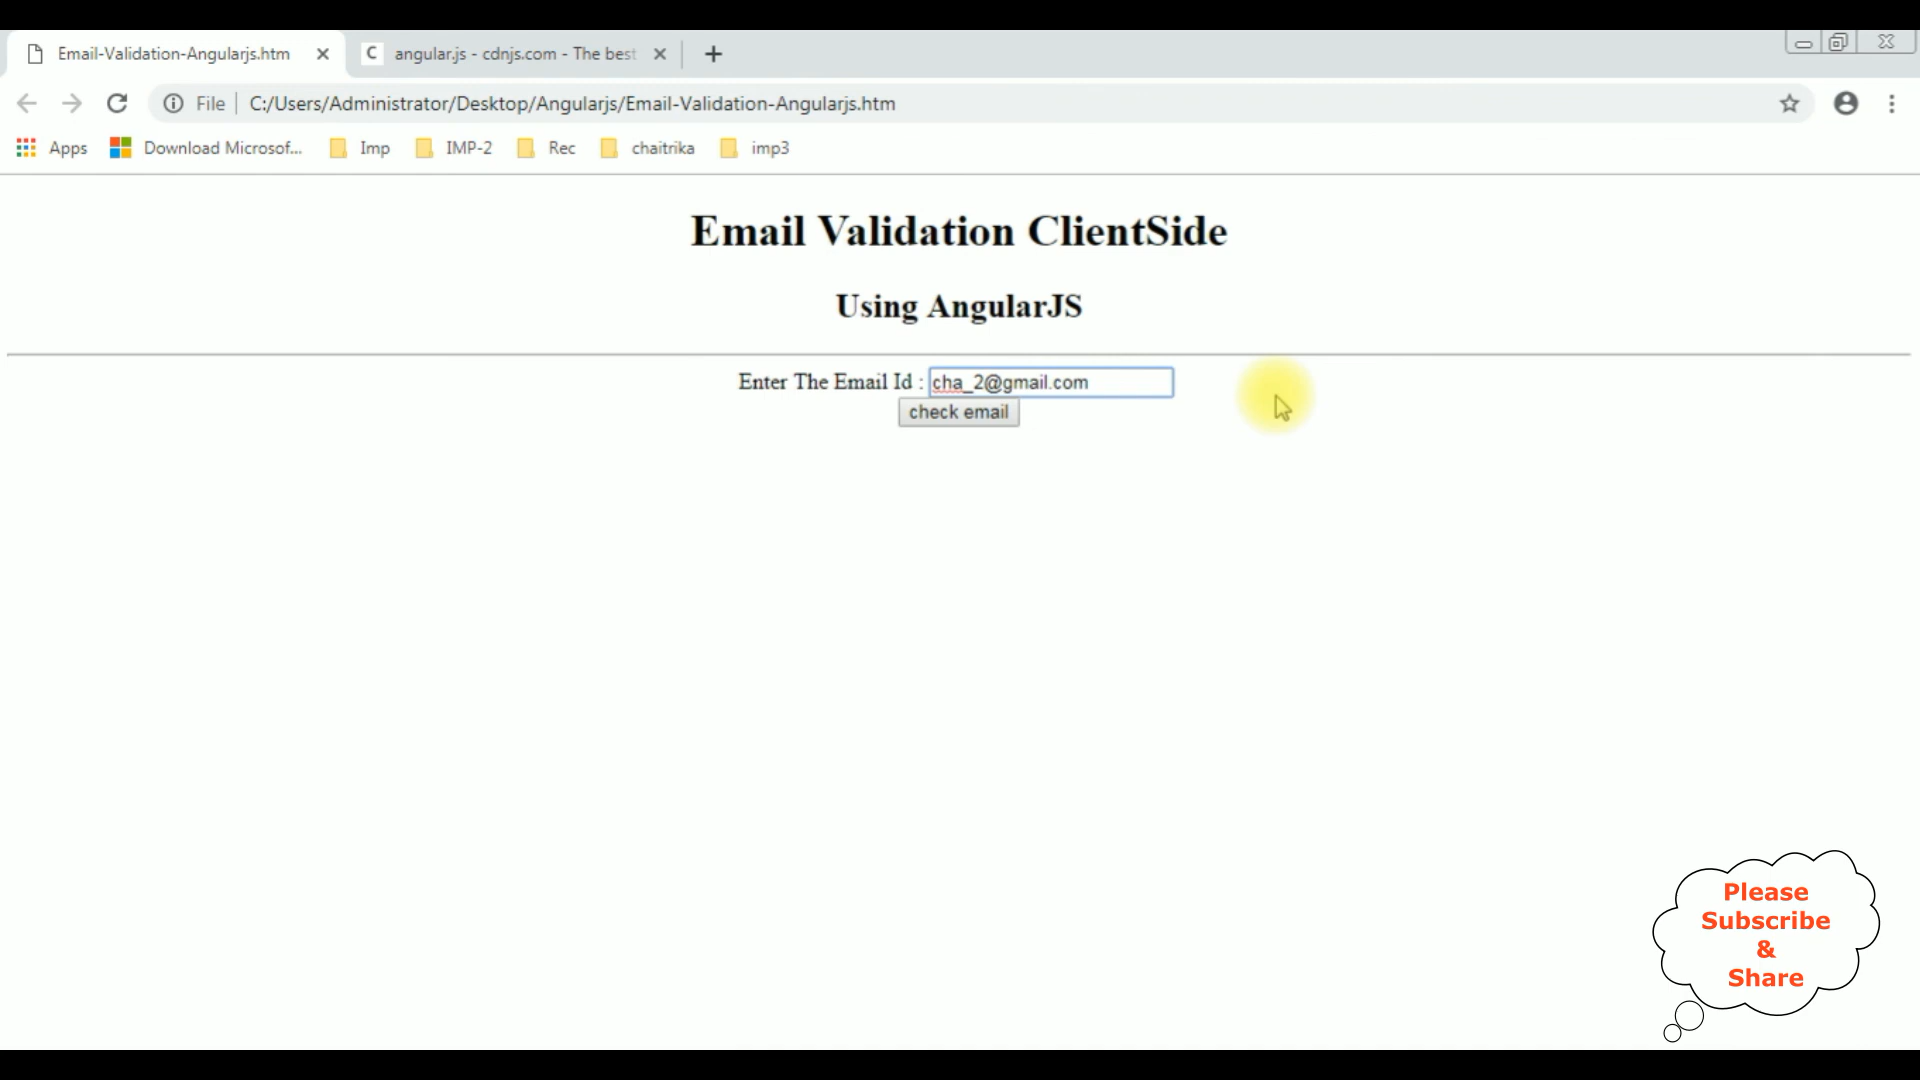 Email-Validation-Angularjs.htm
C angular.js - cdnjs.com - The best
File C:/Users/Administrator/Desktop/Angularjs/Email-Validation-Angularjs.htm
Apps Download Microsof... Imp IMP-2 Rec chaitrika imp3
Email Validation ClientSide
Using AngularJS
Enter The Email Id : cha_2@gmail.com
check email
Please
Subscribe
&
Share